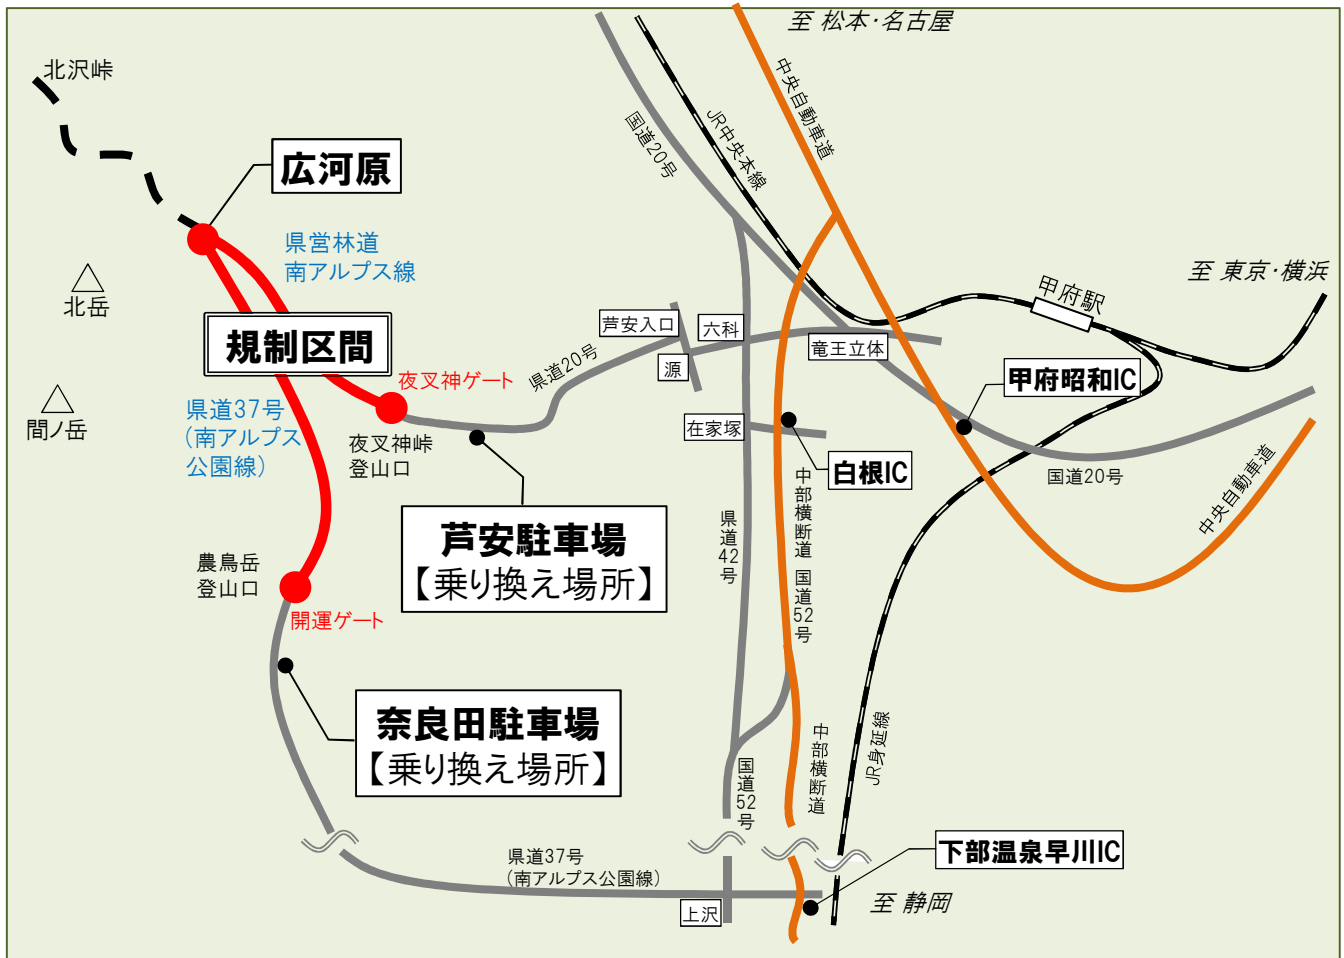 至 松本・名古屋
北沢峠
中央自動車道
JR中央本線
国道20号
広河原
県営林道
南アルプス線
至 東京・横浜
北岳
甲府駅
芦安入口
六科
規制区間
県道20号
源
竜王立体
夜叉神ゲート
甲府昭和IC
間ノ岳
県道37号
(南アルプス
公園線)
在家塚
夜叉神峠
登山口
白根IC
国道20号
中央自動車道
中部横断道
国道52号
県道42号
芦安駐車場
【乗り換え場所】
農鳥岳
登山口
開運ゲート
奈良田駐車場
【乗り換え場所】
国道52号
中部横断道
JR身延線
県道37号
(南アルプス公園線)
下部温泉早川IC
上沢
至 静岡